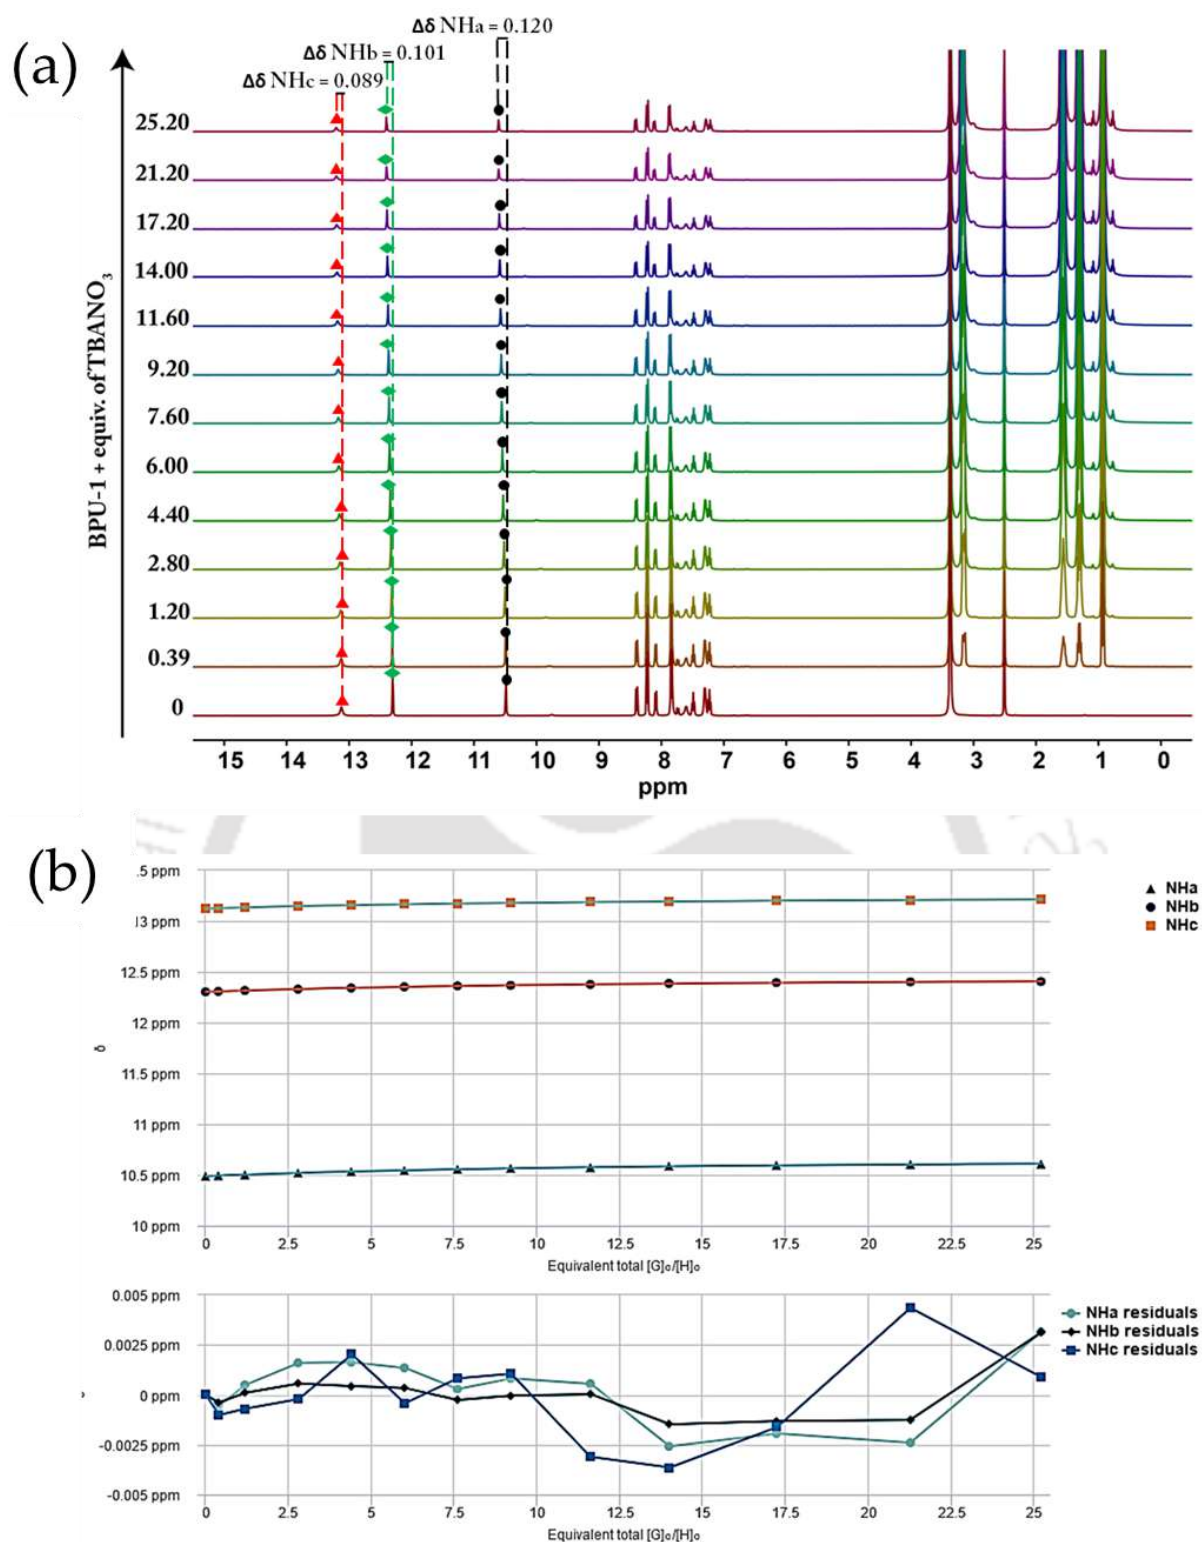 (a)
Δδ NHa = 0.120
Δδ NHb = 0.101
Δδ NHc = 0.089
BPU-1 + equiv. of TBANO3
25.20
21.20
17.20
14.00
11.60
9.20
7.60
6.00
4.40
2.80
1.20
0.39
0
15 14 13 12 11 10 9 8 7 6 5 4 3 2 1 0
ppm
(b)
.5 ppm
13 ppm
12.5 ppm
12 ppm
11.5 ppm
11 ppm
10.5 ppm
10 ppm
δ
NHa
NHb
NHc
0 2.5 5 7.5 10 12.5 15 17.5 20 22.5 25
Equivalent total [G]₀/[H]₀
0.005 ppm
0.0025 ppm
0 ppm
-0.0025 ppm
-0.005 ppm
NHa residuals
NHb residuals
NHc residuals
0 2.5 5 7.5 10 12.5 15 17.5 20 22.5 25
Equivalent total [G]₀/[H]₀